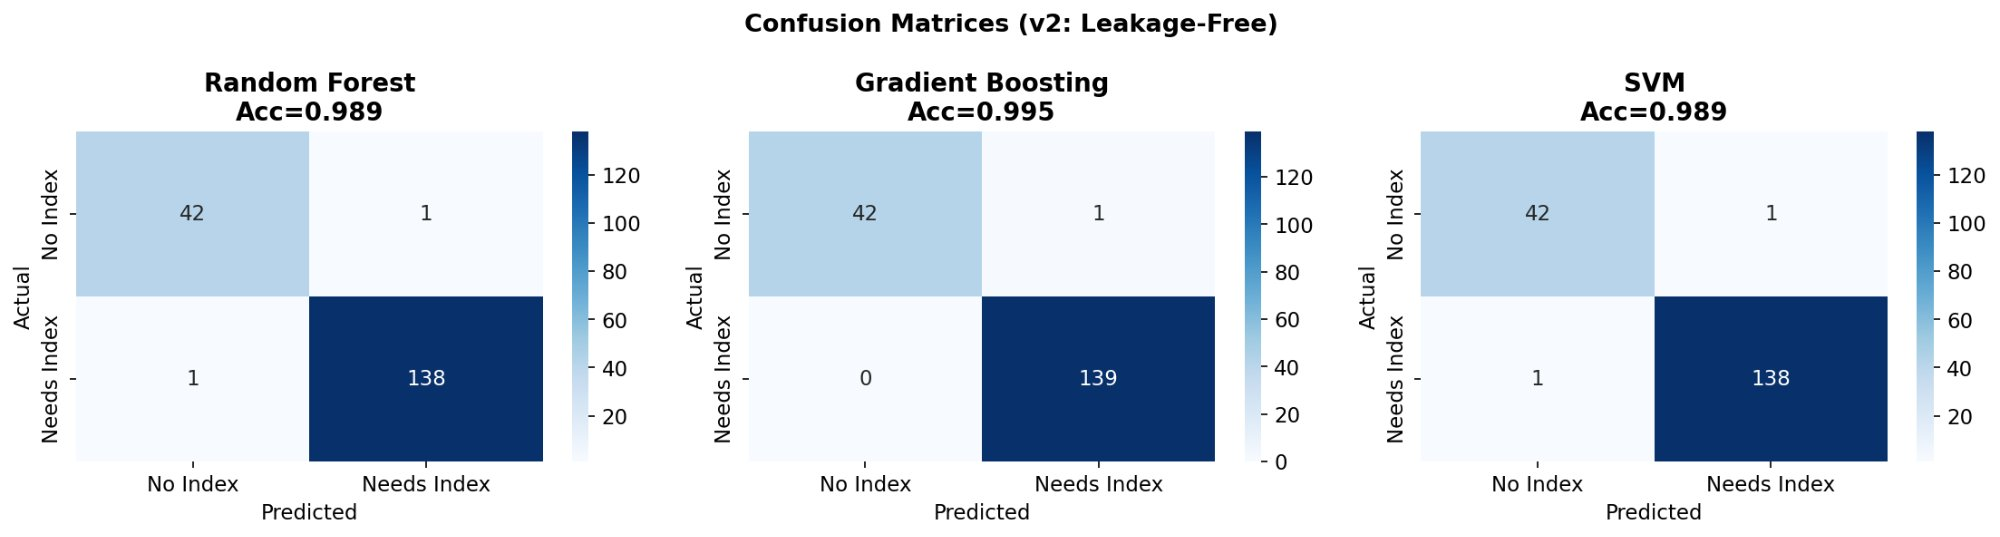 Confusion Matrices (v2: Leakage-Free)
Random Forest
Acc=0.989
Actual
No Index
Needs Index
42
1
1
138
No Index
Needs Index
Predicted
120
100
80
60
40
20
Gradient Boosting
Acc=0.995
Actual
No Index
Needs Index
42
1
0
139
No Index
Needs Index
Predicted
120
100
80
60
40
20
0
SVM
Acc=0.989
Actual
No Index
Needs Index
42
1
1
138
No Index
Needs Index
Predicted
120
100
80
60
40
20